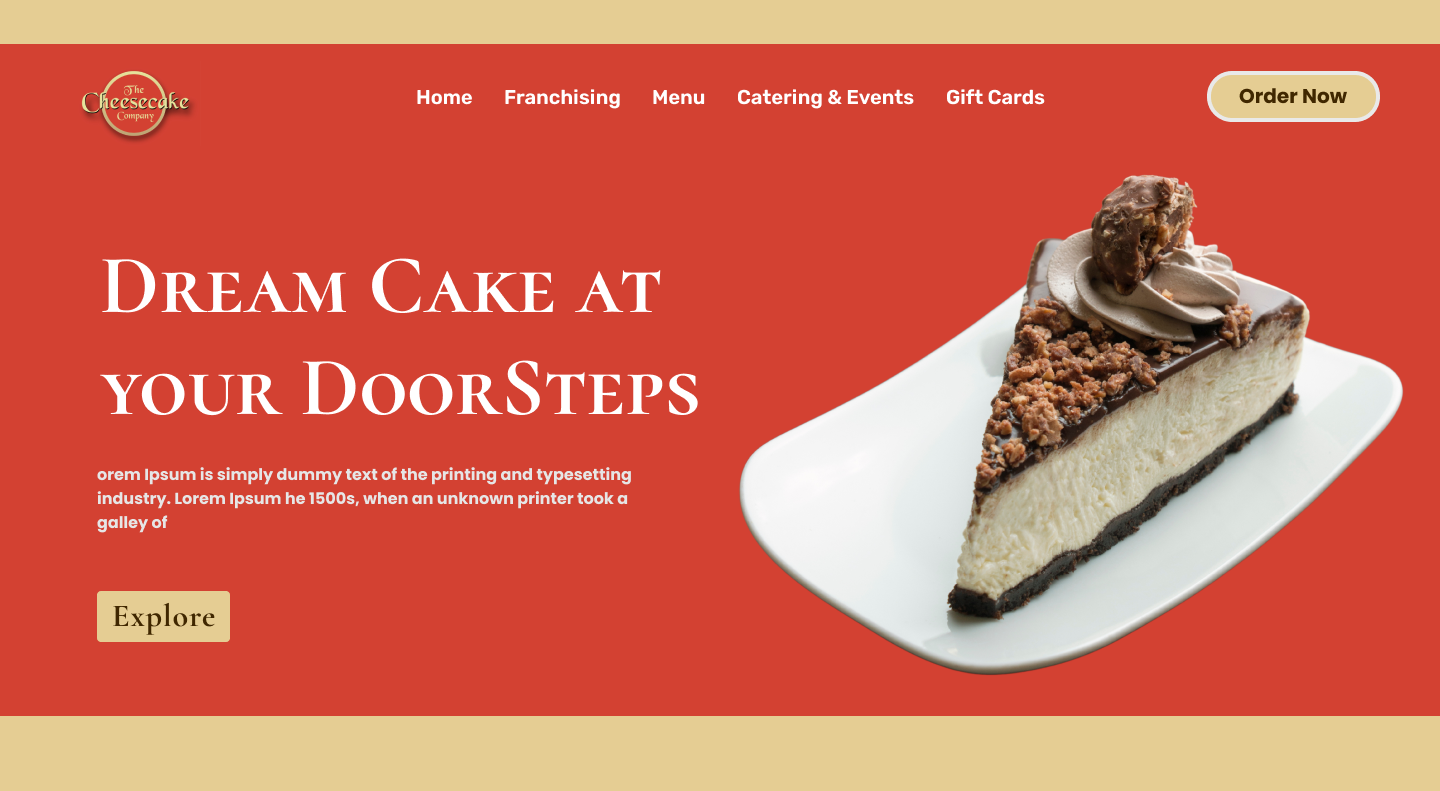 The
Cheesecake
Company
Home Franchising Menu Catering & Events Gift Cards
Order Now
Dream Cake at
your DoorSteps
orem Ipsum is simply dummy text of the printing and typesetting
industry. Lorem Ipsum he 1500s, when an unknown printer took a
galley of
Explore